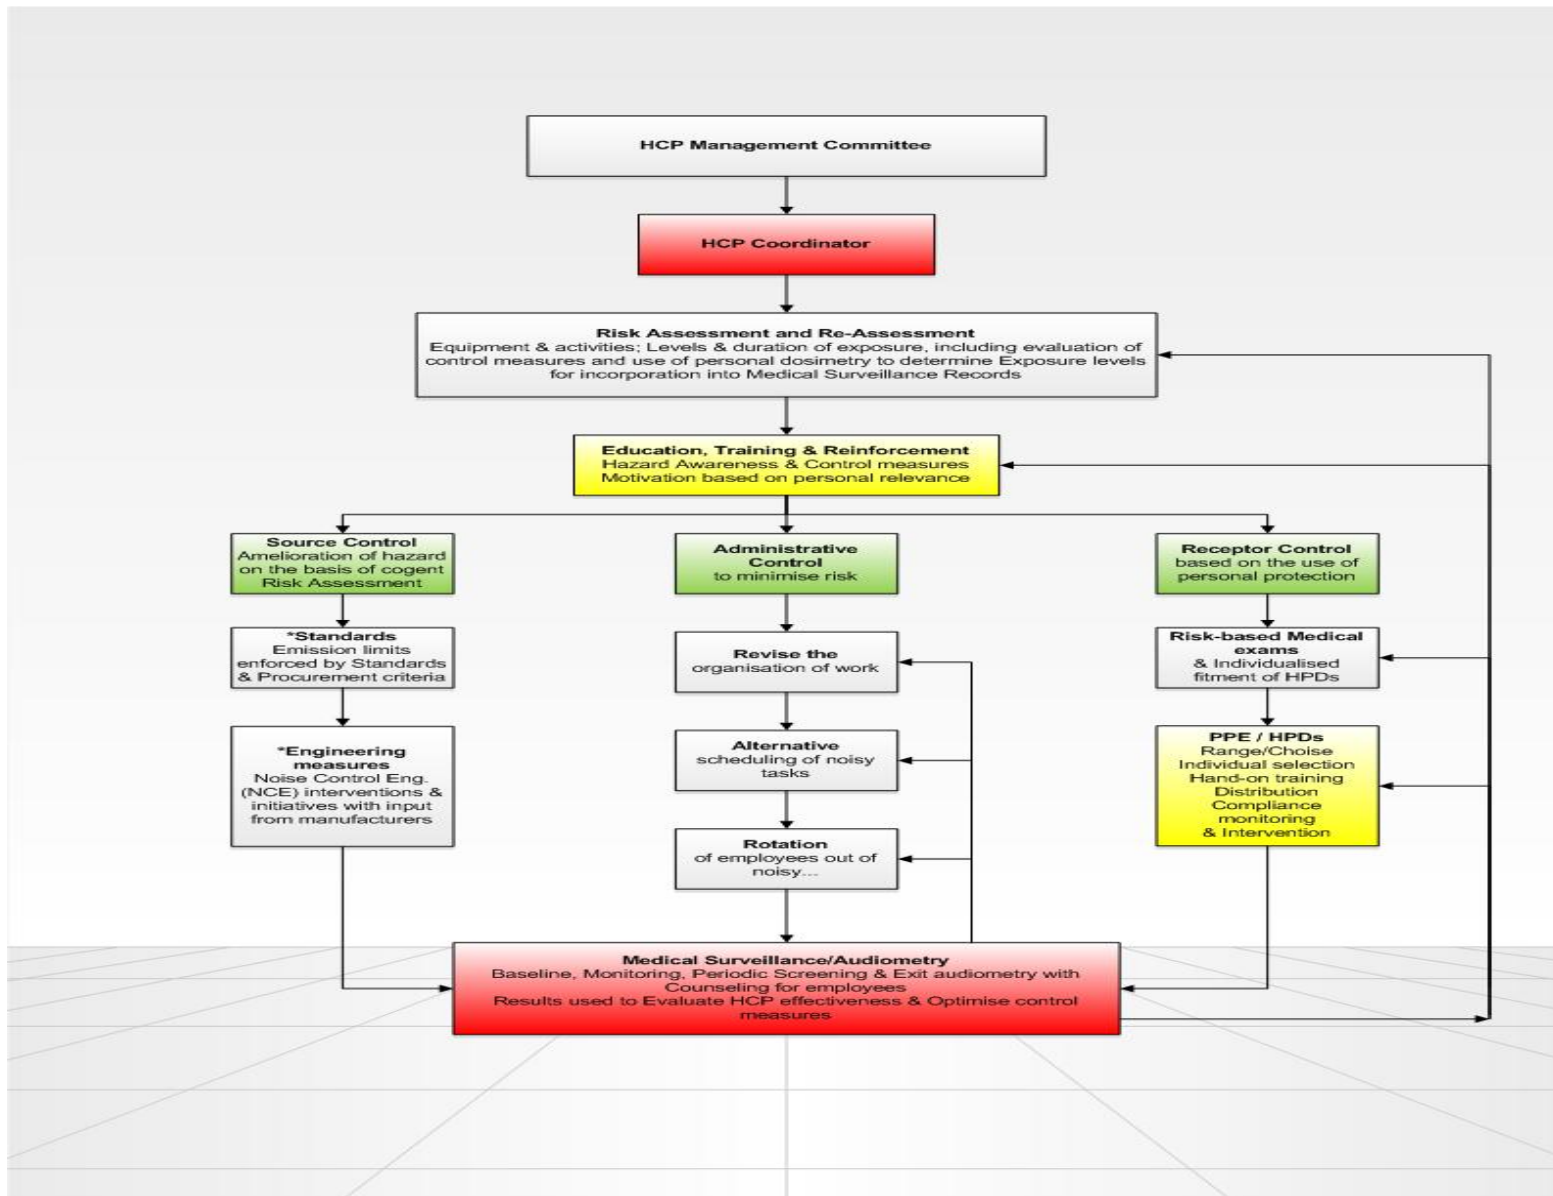 HCP Management Committee
HCP Coordinator
Risk Assessment and Re-Assessment
Equipment & activities; Levels & duration of exposure, including evaluation of
control measures and use of personal dosimetry to determine Exposure levels
for incorporation into Medical Surveillance Records
Education, Training & Reinforcement
Hazard Awareness & Control measures
Motivation based on personal relevance
Source Control
Amelioration of hazard
on the basis of cogent
Risk Assessment
*Standards
Emission limits
enforced by Standards
& Procurement criteria
*Engineering
measures
Noise Control Eng.
(NCE) interventions &
initiatives with input
from manufacturers
Administrative
Control
to minimise risk
Revise the
organisation of work
Alternative
scheduling of noisy
tasks
Rotation
of employees out of
noisy...
Receptor Control
based on the use of
personal protection
Risk-based Medical
exams
& Individualised
fitment of HPDs
PPE / HPDs
Range/Choise
Individual selection
Hand-on training
Distribution
Compliance
monitoring
& Intervention
Medical Surveillance/Audiometry
Baseline, Monitoring, Periodic Screening & Exit audiometry with
Counseling for employees
Results used to Evaluate HCP effectiveness & Optimise control
measures